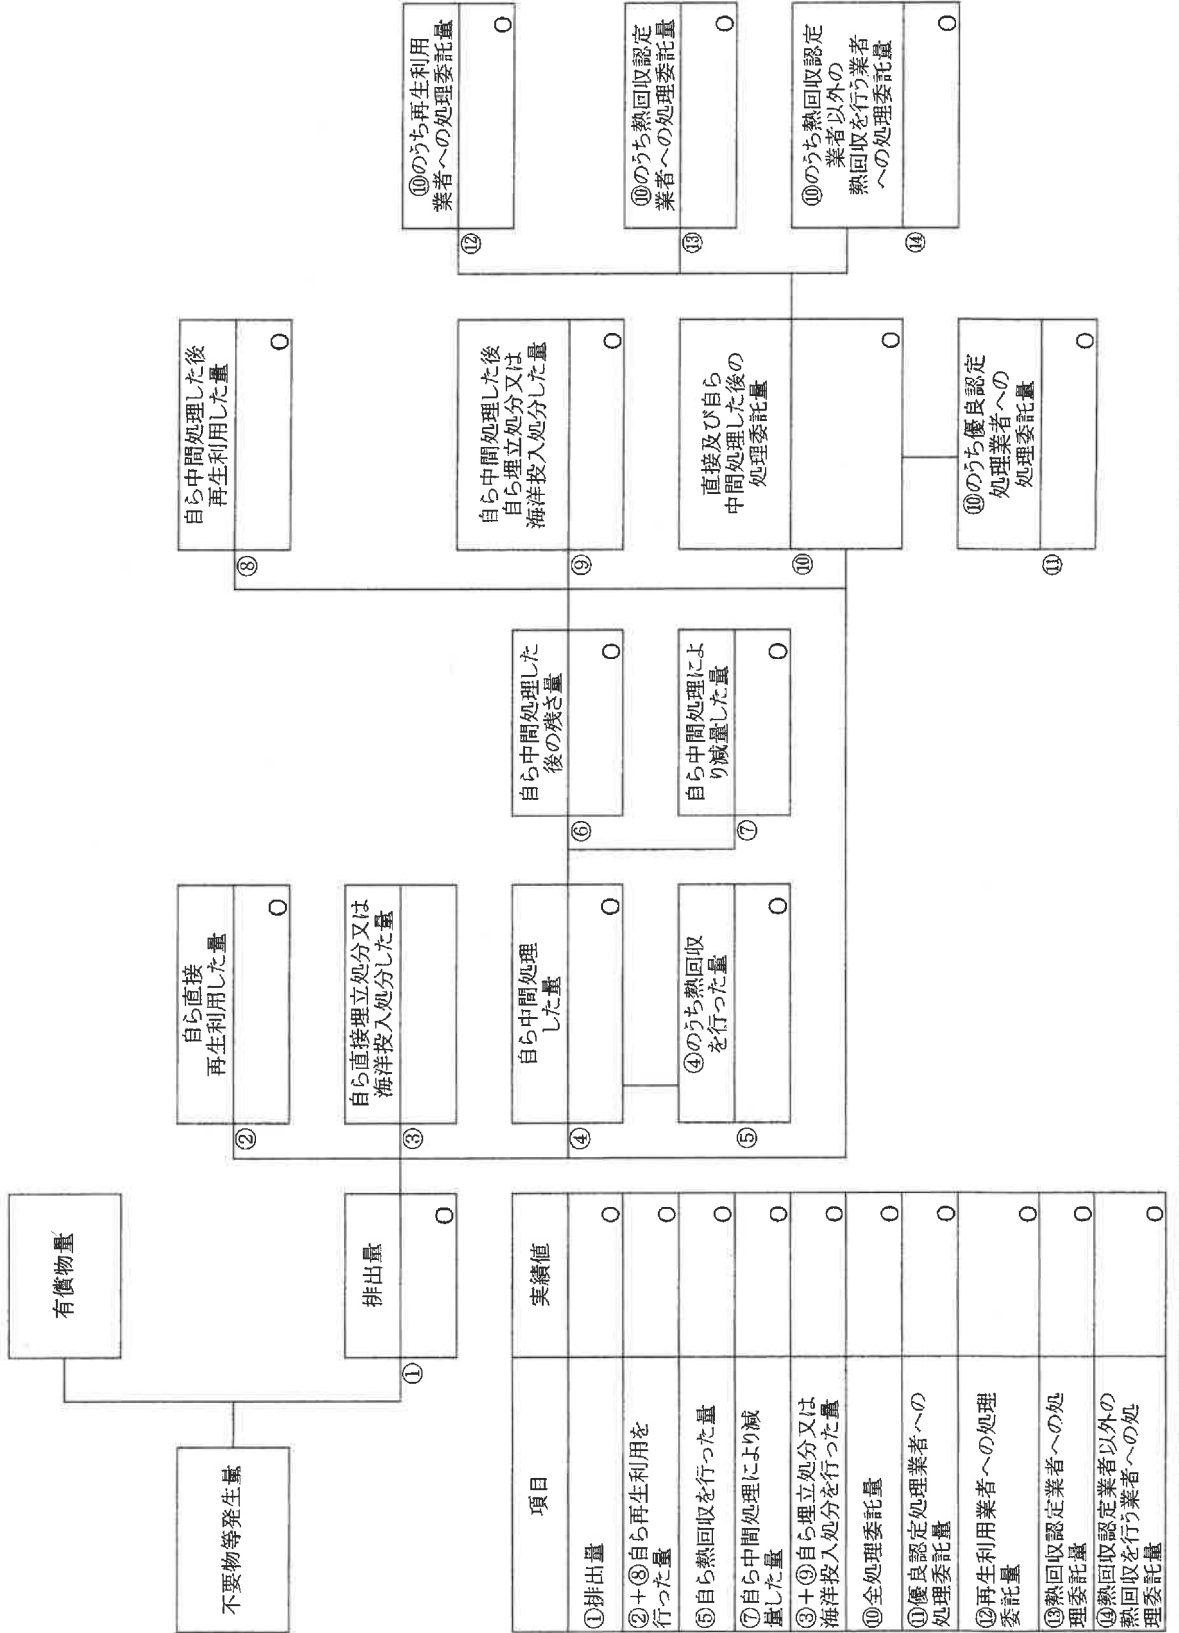 不要物等発生量
有償物量
排出量
①
0
自ら直接
再生利用した量
②
0
自ら直接埋立処分又は
海洋投入処分した量
③
自ら中間処理
した量
④
0
④のうち熱回収
を行った量
⑤
0
自ら中間処理した
後の残さ量
⑥
0
自ら中間処理によ
り減量した量
⑦
0
自ら中間処理した後
再生利用した量
⑧
0
自ら中間処理した後
自ら埋立処分又は
海洋投入処分した量
⑨
0
直接及び自ら
中間処理した後の
処理委託量
⑩
0
⑩のうち優良認定
処理業者への
処理委託量
⑪
0
⑩のうち再生利用
業者への処理委託量
⑫
0
⑩のうち熱回収認定
業者への処理委託量
⑬
0
⑩のうち熱回収認定
業者以外の
熱回収を行う業者
への処理委託量
⑭
0
項目 実績値
①排出量 0
②+⑧自ら再生利用を
行った量 0
⑤自ら熱回収を行った量 0
⑦自ら中間処理により減
量した量 0
③+⑨自ら埋立処分又は
海洋投入処分を行った量 0
⑩全処理委託量 0
⑪優良認定処理業者への
処理委託量 0
⑫再生利用業者への処理
委託量 0
⑬熱回収認定業者への処
理委託量 0
⑭熱回収認定業者以外の
熱回収を行う業者への処
理委託量 0